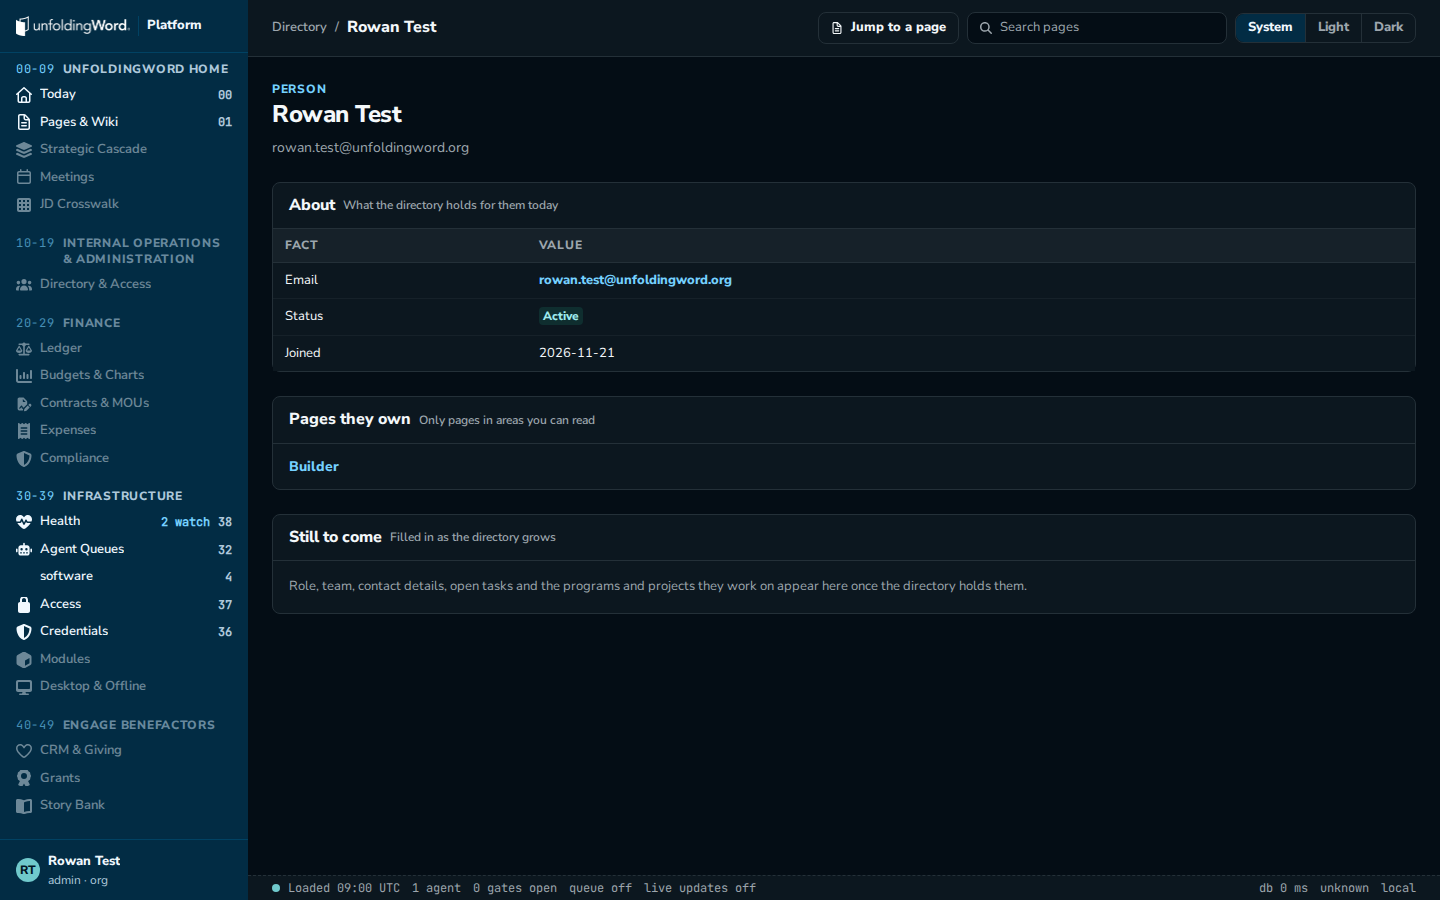 unfoldingWord. Platform
Directory / Rowan Test
Jump to a page
Search pages
System Light Dark
00-09 UNFOLDINGWORD HOME
Today 00
Pages & Wiki 01
Strategic Cascade
Meetings
JD Crosswalk
10-19 INTERNAL OPERATIONS
& ADMINISTRATION
Directory & Access
20-29 FINANCE
Ledger
Budgets & Charts
Contracts & MOUs
Expenses
Compliance
30-39 INFRASTRUCTURE
Health 2 watch 38
Agent Queues 32
software 4
Access 37
Credentials 36
Modules
Desktop & Offline
40-49 ENGAGE BENEFACTORS
CRM & Giving
Grants
Story Bank
RT Rowan Test
admin · org
PERSON
Rowan Test
rowan.test@unfoldingword.org
About What the directory holds for them today
FACT VALUE
Email rowan.test@unfoldingword.org
Status Active
Joined 2026-11-21
Pages they own Only pages in areas you can read
Builder
Still to come Filled in as the directory grows
Role, team, contact details, open tasks and the programs and projects they work on appear here once the directory holds them.
Loaded 09:00 UTC 1 agent 0 gates open queue off live updates off
db 0 ms unknown local